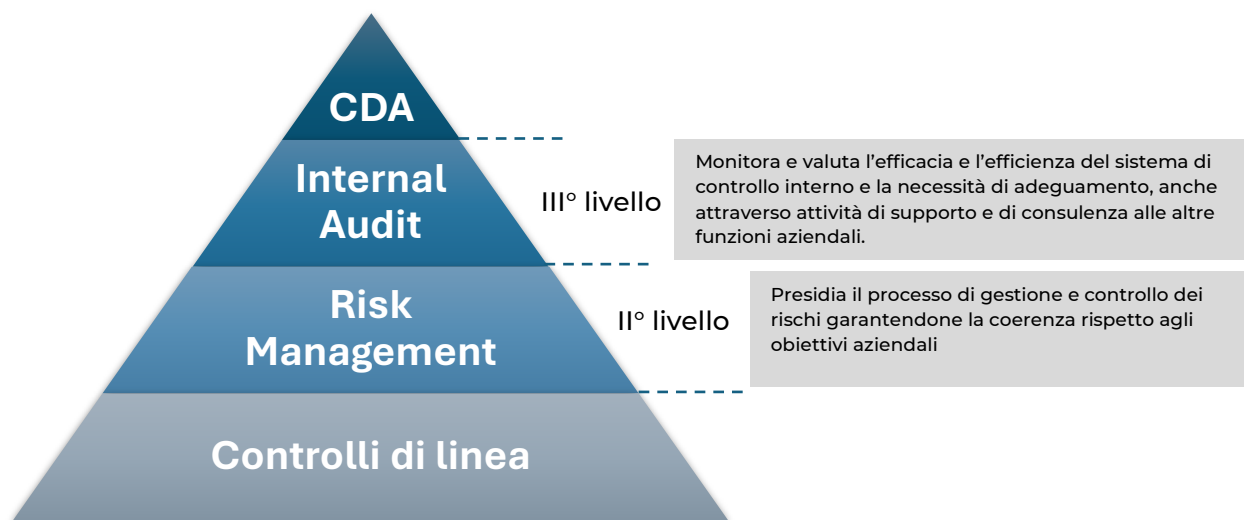 CDA
Internal
Audit
III° livello
Monitora e valuta l’efficacia e l’efficienza del sistema di
controllo interno e la necessità di adeguamento, anche
attraverso attività di supporto e di consulenza alle altre
funzioni aziendali.
Risk
Management
II° livello
Presidia il processo di gestione e controllo dei
rischi garantendone la coerenza rispetto agli
obiettivi aziendali
Controlli di linea